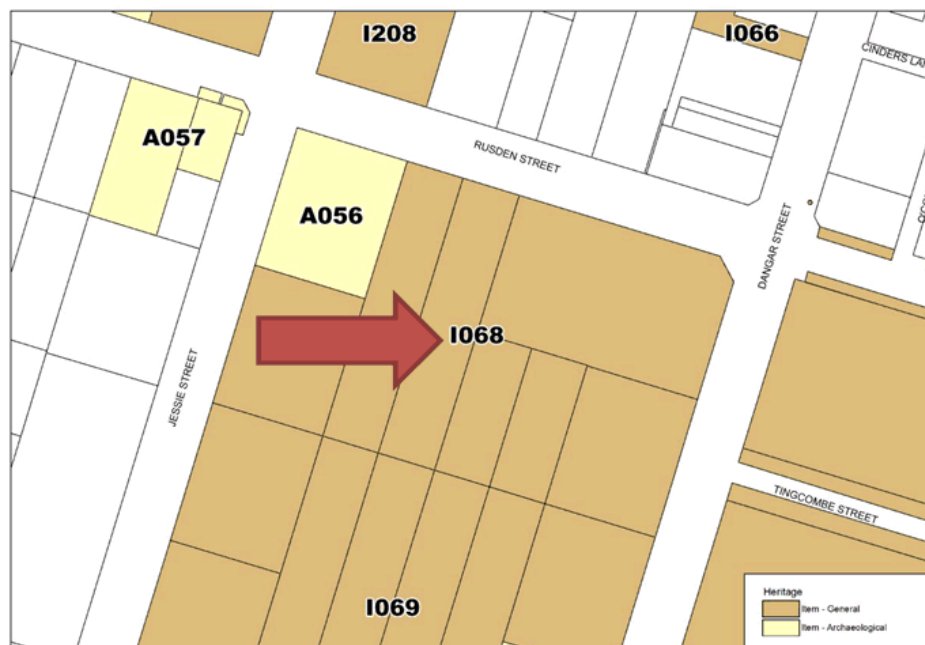 I208
I066
CINDERS LA
A057
RUSDEN STREET
A056
DANGAR STREET
I068
JESSIE STREET
TINGCOMBE STREET
I069
Heritage
Item - General
Item - Archaeological